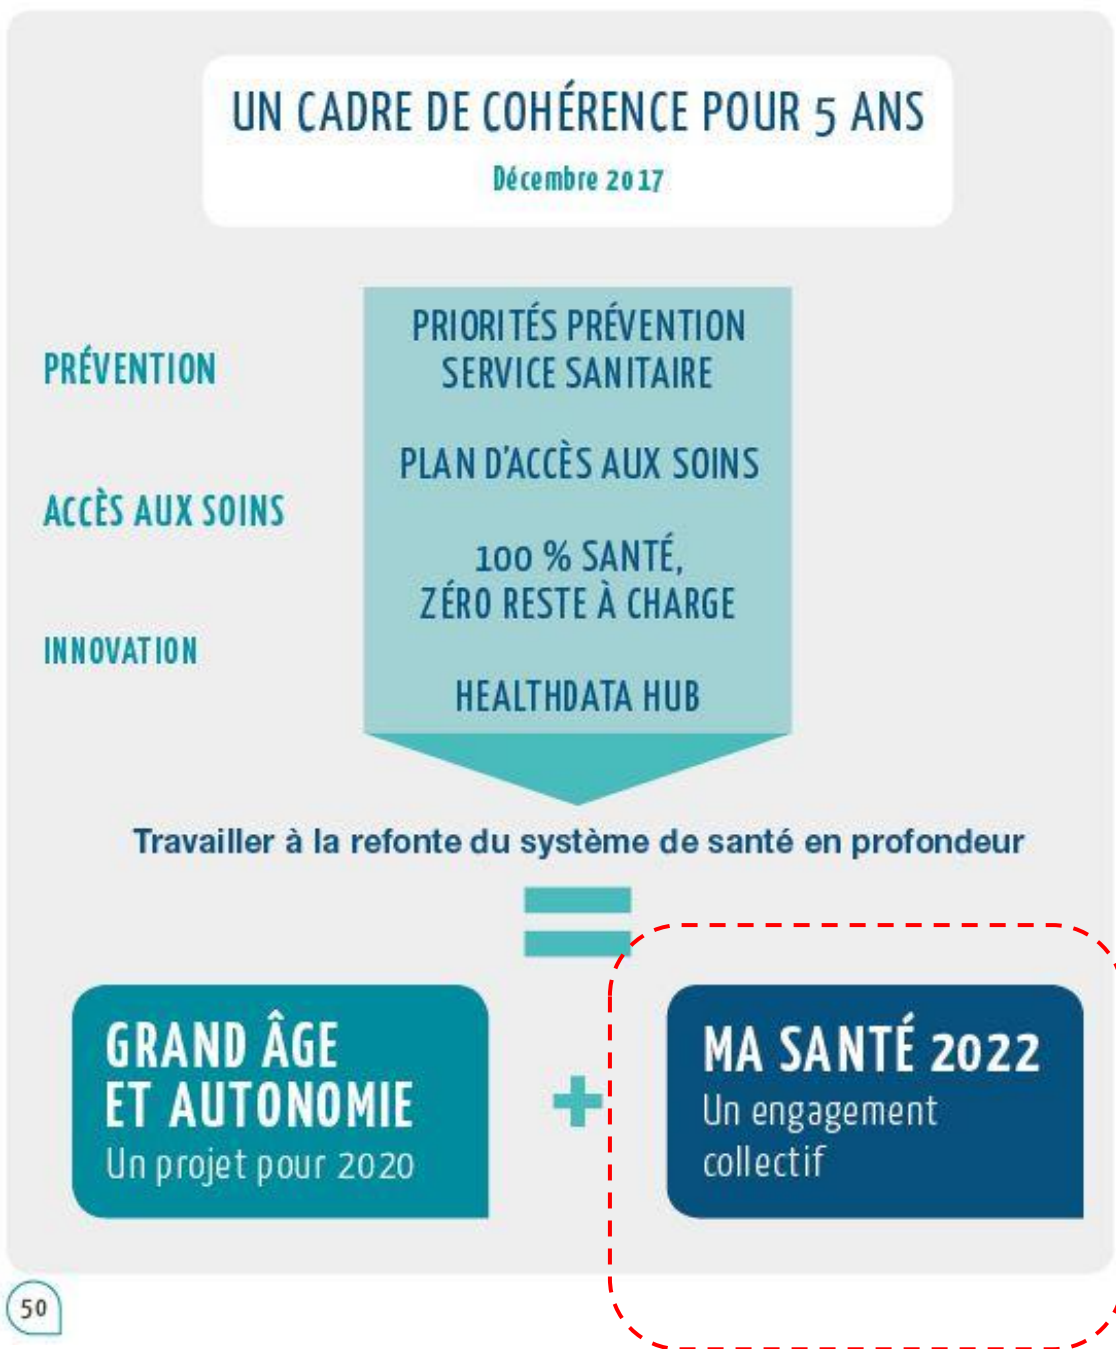 UN CADRE DE COHÉRENCE POUR 5 ANS
Décembre 2017
PRÉVENTION
ACCÈS AUX SOINS
INNOVATION
PRIORITÉS PRÉVENTION
SERVICE SANITAIRE
PLAN D'ACCÈS AUX SOINS
100 % SANTÉ,
ZÉRO RESTE À CHARGE
HEALTHDATA HUB
Travailler à la refonte du système de santé en profondeur
GRAND ÂGE
ET AUTONOMIE
Un projet pour 2020
MA SANTÉ 2022
Un engagement
collectif
50